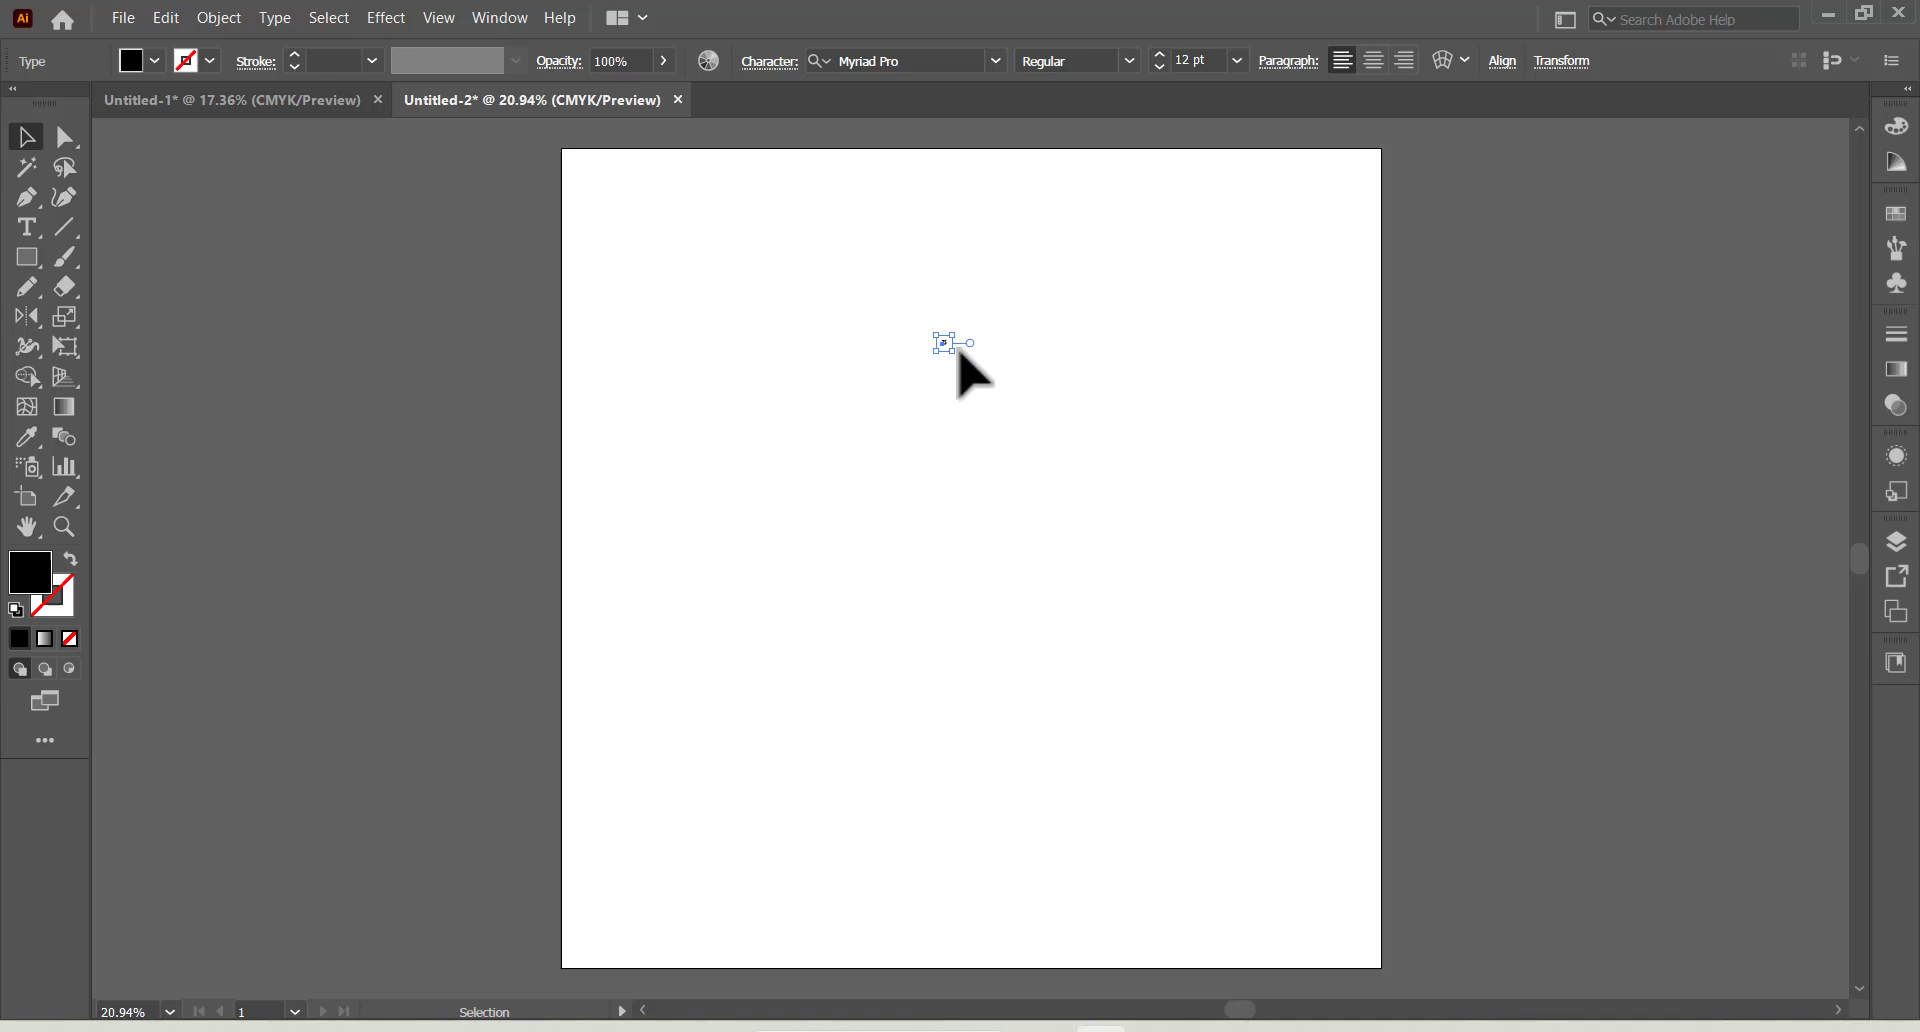 Ai File Edit Object Type Select Effect View Window Help Search Adobe Help
Type Stroke: Opacity: 100% Character: Myriad Pro Regular 12 pt Paragraph: Align Transform
Untitled-1* @ 17.36% (CMYK/Preview) Untitled-2* @ 20.94% (CMYK/Preview)
T
20.94% 1 Selection